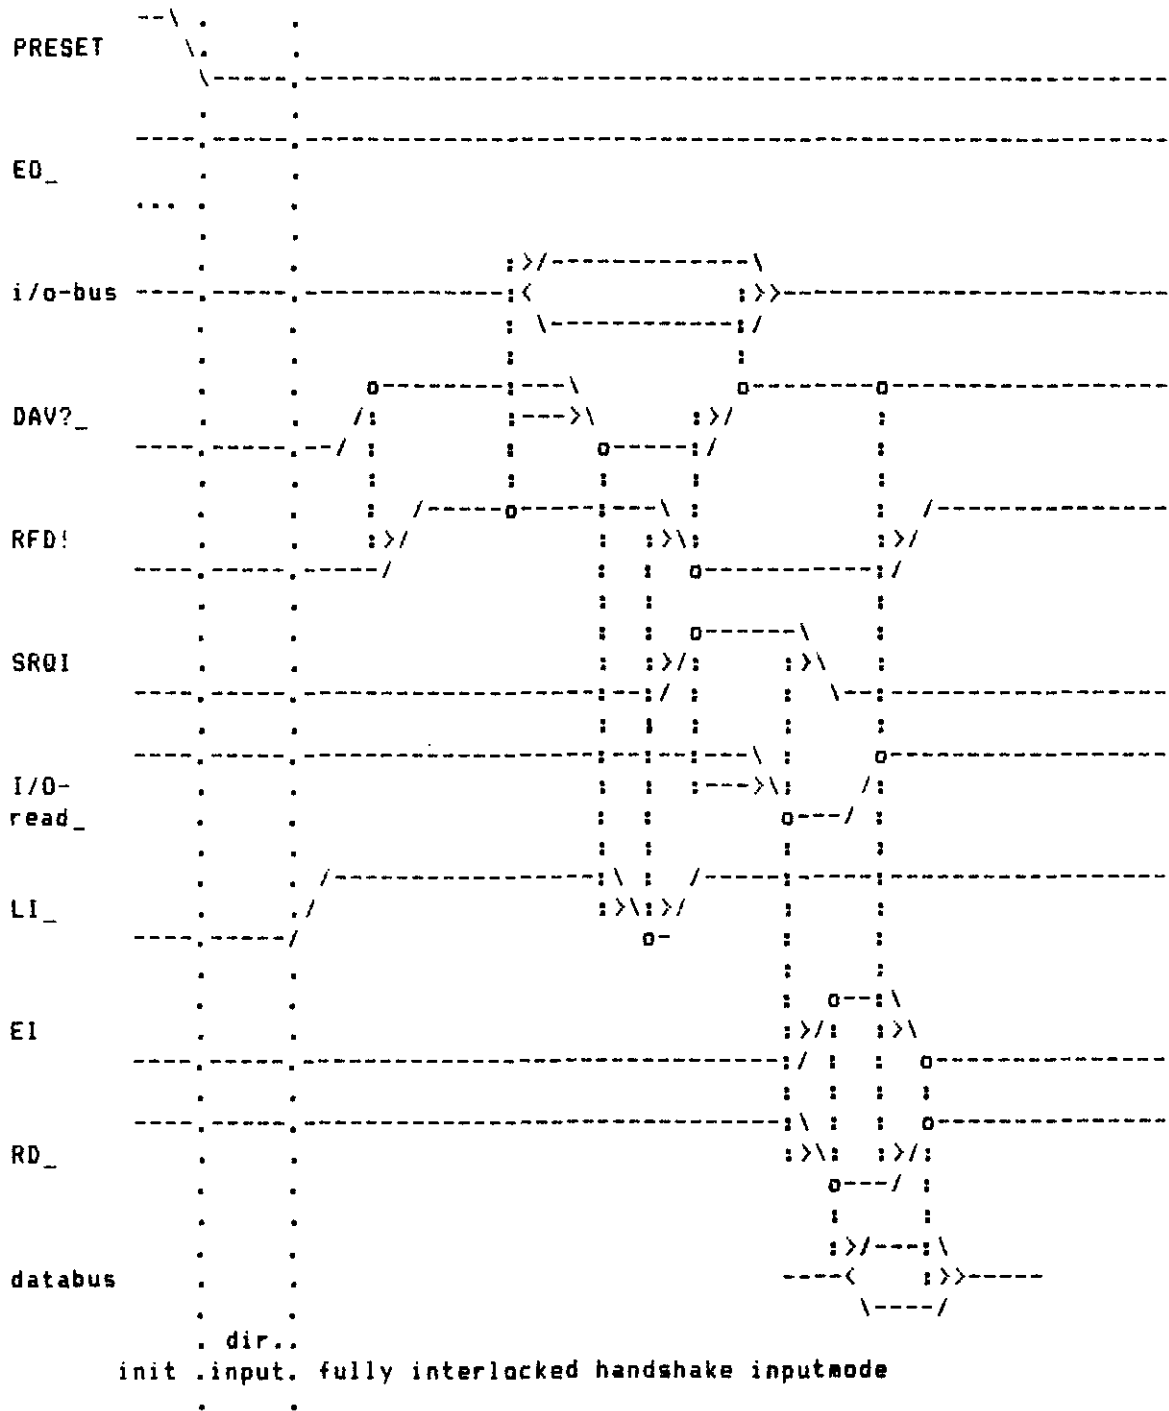 PRESET
EO_
...
i/o-bus
DAV?_
RFD!
SRQI
I/O-
read_
LI_
EI
RD_
databus
dir.
init input fully interlocked handshake inputmode